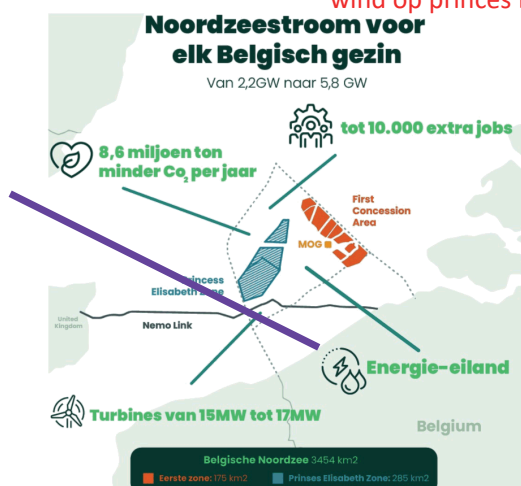 wind op princes
Noordzeestroom voor
elk Belgisch gezin
Van 2,2GW naar 5,8 GW
tot 10.000 extra jobs
8,6 miljoen ton
minder Co₂ per jaar
First
Concession
Area
MOG
Elisabeth Zone
United
Kingdom
Nemo Link
Energie-eiland
Turbines van 15MW tot 17MW
Belgium
Belgische Noordzee 3454 km2
Eerste zone: 175 km2
Prinses Elisabeth Zone: 285 km2